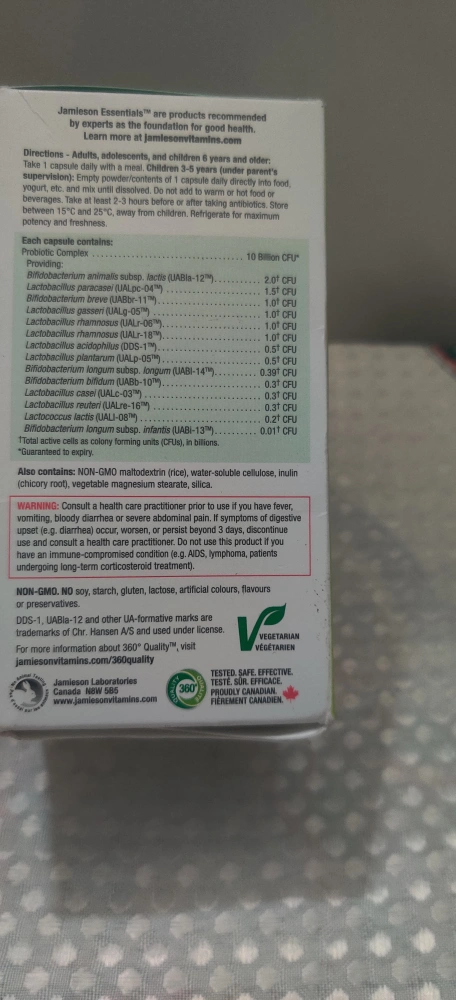 Jamieson Essentials™ are products recommended
by experts as the foundation for good health.
Learn more at jamiesonvitamins.com
Directions - Adults, adolescents, and children 6 years and older:
Take 1 capsule daily with a meal. Children 3-5 years (under parent's
supervision): Empty powder/contents of 1 capsule daily directly into food,
yogurt, etc. and mix until dissolved. Do not add to warm or hot food or
beverages. Take at least 2-3 hours before or after taking antibiotics. Store
between 15°C and 25°C, away from children. Refrigerate for maximum
potency and freshness.
Each capsule contains:
Probiotic Complex .......... 10 Billion CFU*
Providing:
Bifidobacterium animalis subsp. lactis (UABla-12™) .......... 2.0† CFU
Lactobacillus paracasei (UALpc-04™) .......... 1.5† CFU
Bifidobacterium breve (UABbr-11™) .......... 1.0† CFU
Lactobacillus gasseri (UALg-05™) .......... 1.0† CFU
Lactobacillus rhamnosus (UALr-06™) .......... 1.0† CFU
Lactobacillus rhamnosus (UALr-18™) .......... 1.0† CFU
Lactobacillus acidophilus (DDS-1™) .......... 0.5† CFU
Lactobacillus plantarum (UALp-05™) .......... 0.5† CFU
Bifidobacterium longum subsp. longum (UABl-14™) .......... 0.39† CFU
Bifidobacterium bifidum (UABb-10™) .......... 0.3† CFU
Lactobacillus casei (UALc-03™) .......... 0.3† CFU
Lactobacillus reuteri (UALre-16™) .......... 0.3† CFU
Lactococcus lactis (UALl-08™) .......... 0.2† CFU
Bifidobacterium longum subsp. infantis (UABi-13™) .......... 0.01† CFU
†Total active cells as colony forming units (CFUs), in billions.
*Guaranteed to expiry.
Also contains: NON-GMO maltodextrin (rice), water-soluble cellulose, inulin
(chicory root), vegetable magnesium stearate, silica.
WARNING: Consult a health care practitioner prior to use if you have fever,
vomiting, bloody diarrhea or severe abdominal pain. If symptoms of digestive
upset (e.g. diarrhea) occur, worsen, or persist beyond 3 days, discontinue
use and consult a health care practitioner. Do not use this product if you
have an immune-compromised condition (e.g. AIDS, lymphoma, patients
undergoing long-term corticosteroid treatment).
NON-GMO. NO soy, starch, gluten, lactose, artificial colours, flavours
or preservatives.
DDS-1, UABla-12 and other UA-formative marks are
trademarks of Chr. Hansen A/S and used under license.
For more information about 360° Quality™, visit
jamiesonvitamins.com/360quality
VEGETARIAN
VÉGÉTARIEN
Jamieson Laboratories
Canada N8W 5B5
www.jamiesonvitamins.com
360°
TESTED. SAFE. EFFECTIVE.
TESTÉ. SÛR. EFFICACE.
PROUDLY CANADIAN.
FIÈREMENT CANADIEN.